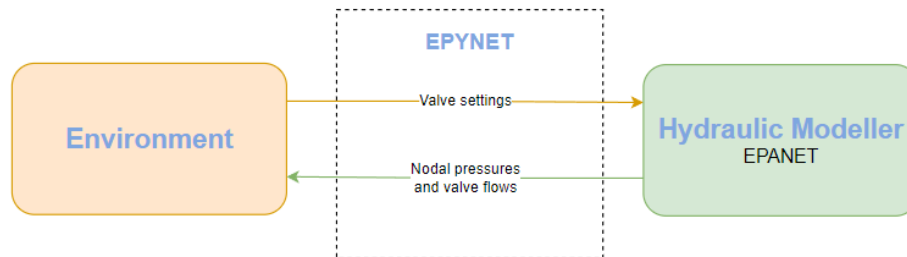 EPYNET
Environment
Valve settings
Nodal pressures
and valve flows
Hydraulic Modeller
EPANET